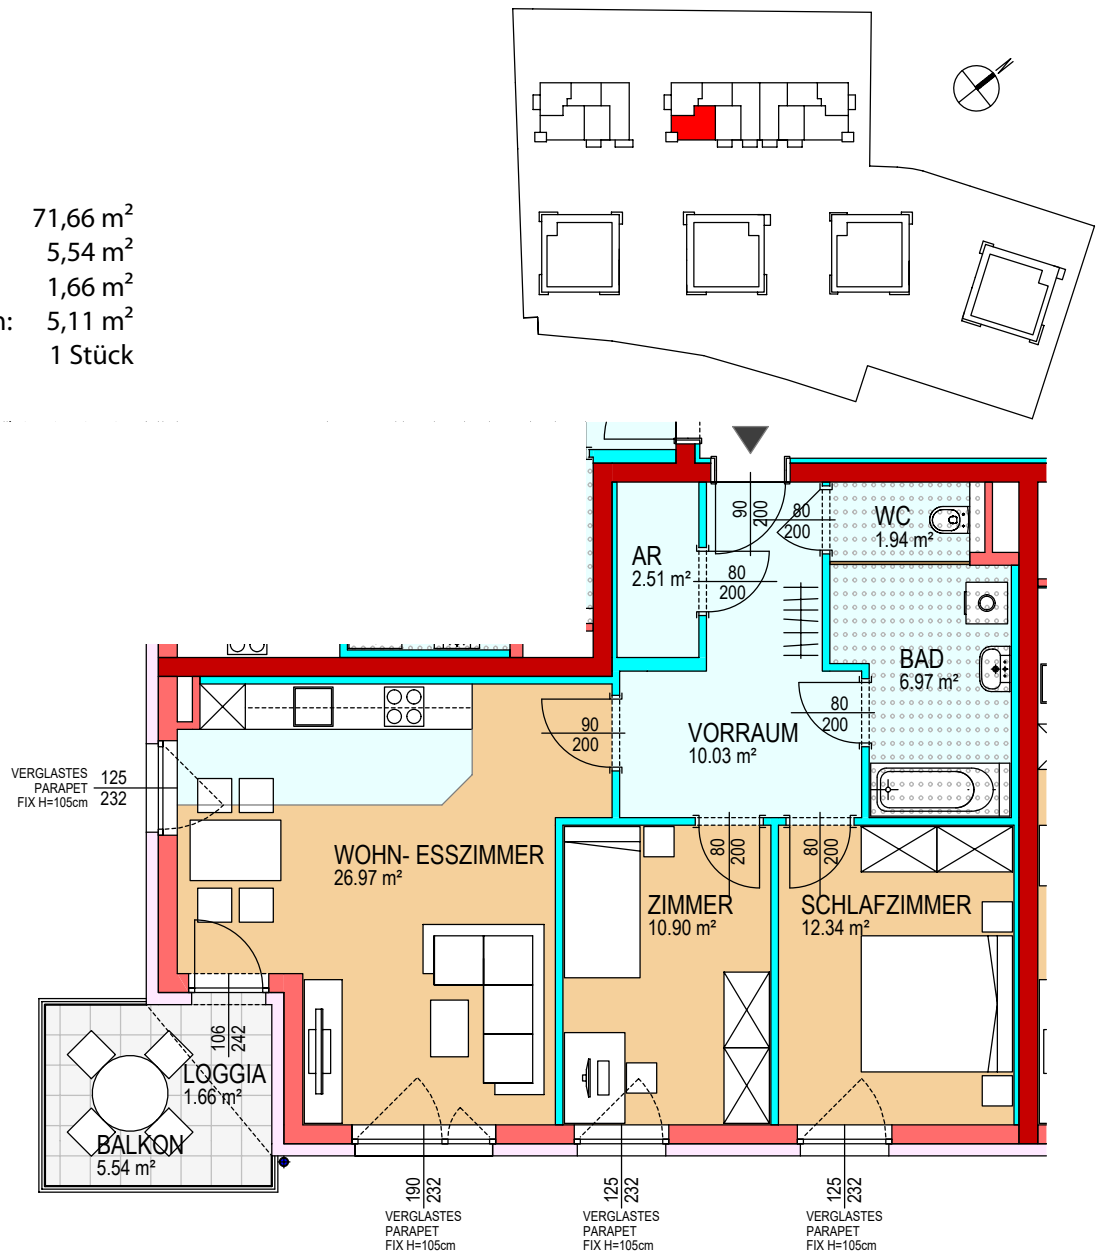 71,66 m²
5,54 m²
1,66 m²
n: 5,11 m²
1 Stück
90
200
80
200
WC
1.94 m²
AR
2.51 m²
80
200
BAD
6.97 m²
80
200
90
200
VORRAUM
10.03 m²
VERGLASTES
PARAPET
FIX H=105cm
125
232
80
200
80
200
WOHN- ESSZIMMER
26.97 m²
ZIMMER
10.90 m²
SCHLAFZIMMER
12.34 m²
106
242
LOGGIA
1.66 m²
BALKON
5.54 m²
190
232
VERGLASTES
PARAPET
FIX H=105cm
125
232
VERGLASTES
PARAPET
FIX H=105cm
125
232
VERGLASTES
PARAPET
FIX H=105cm